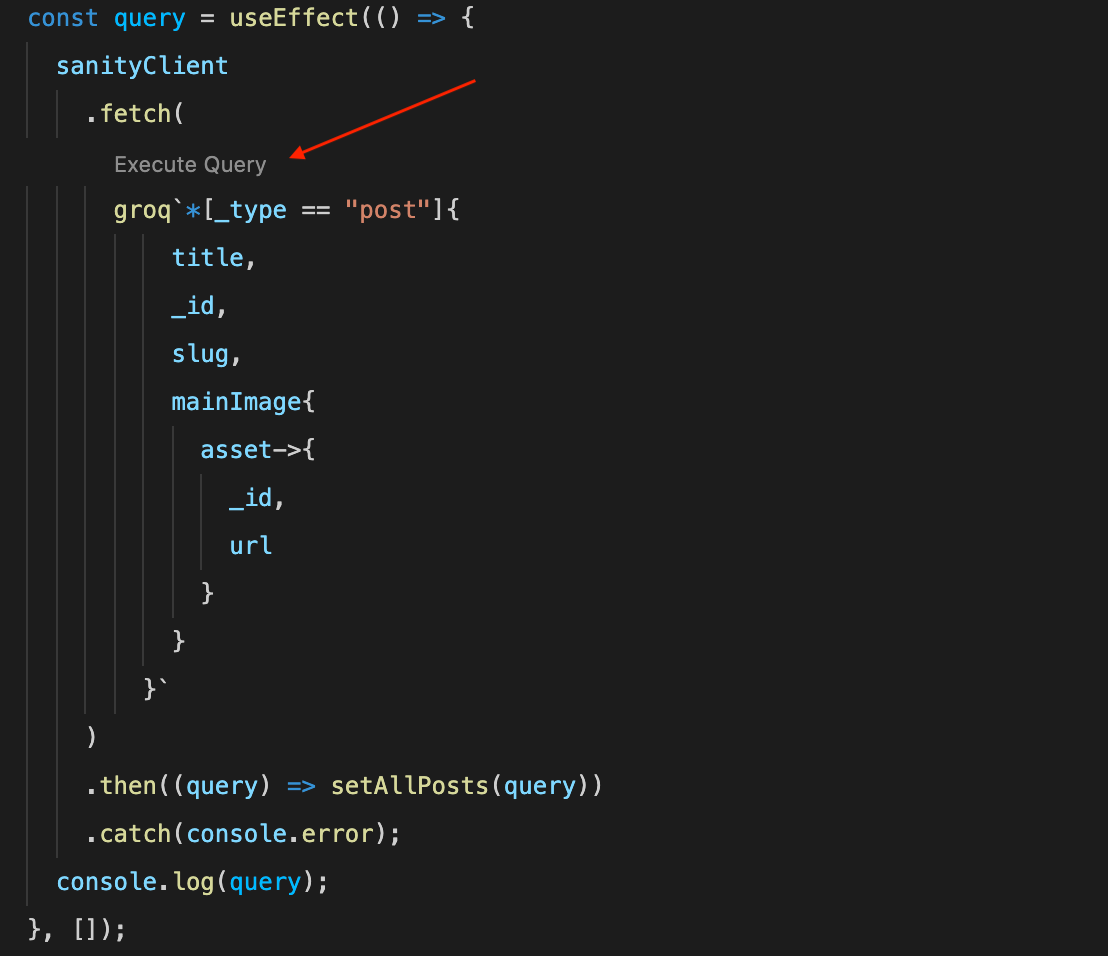 const query = useEffect(() => {
sanityClient
.fetch(
Execute Query
groq`*[_type == "post"]{
title,
_id,
slug,
mainImage{
asset->{
_id,
url
}
}
}`
)
.then((query) => setAllPosts(query))
.catch(console.error);
console.log(query);
}, []);